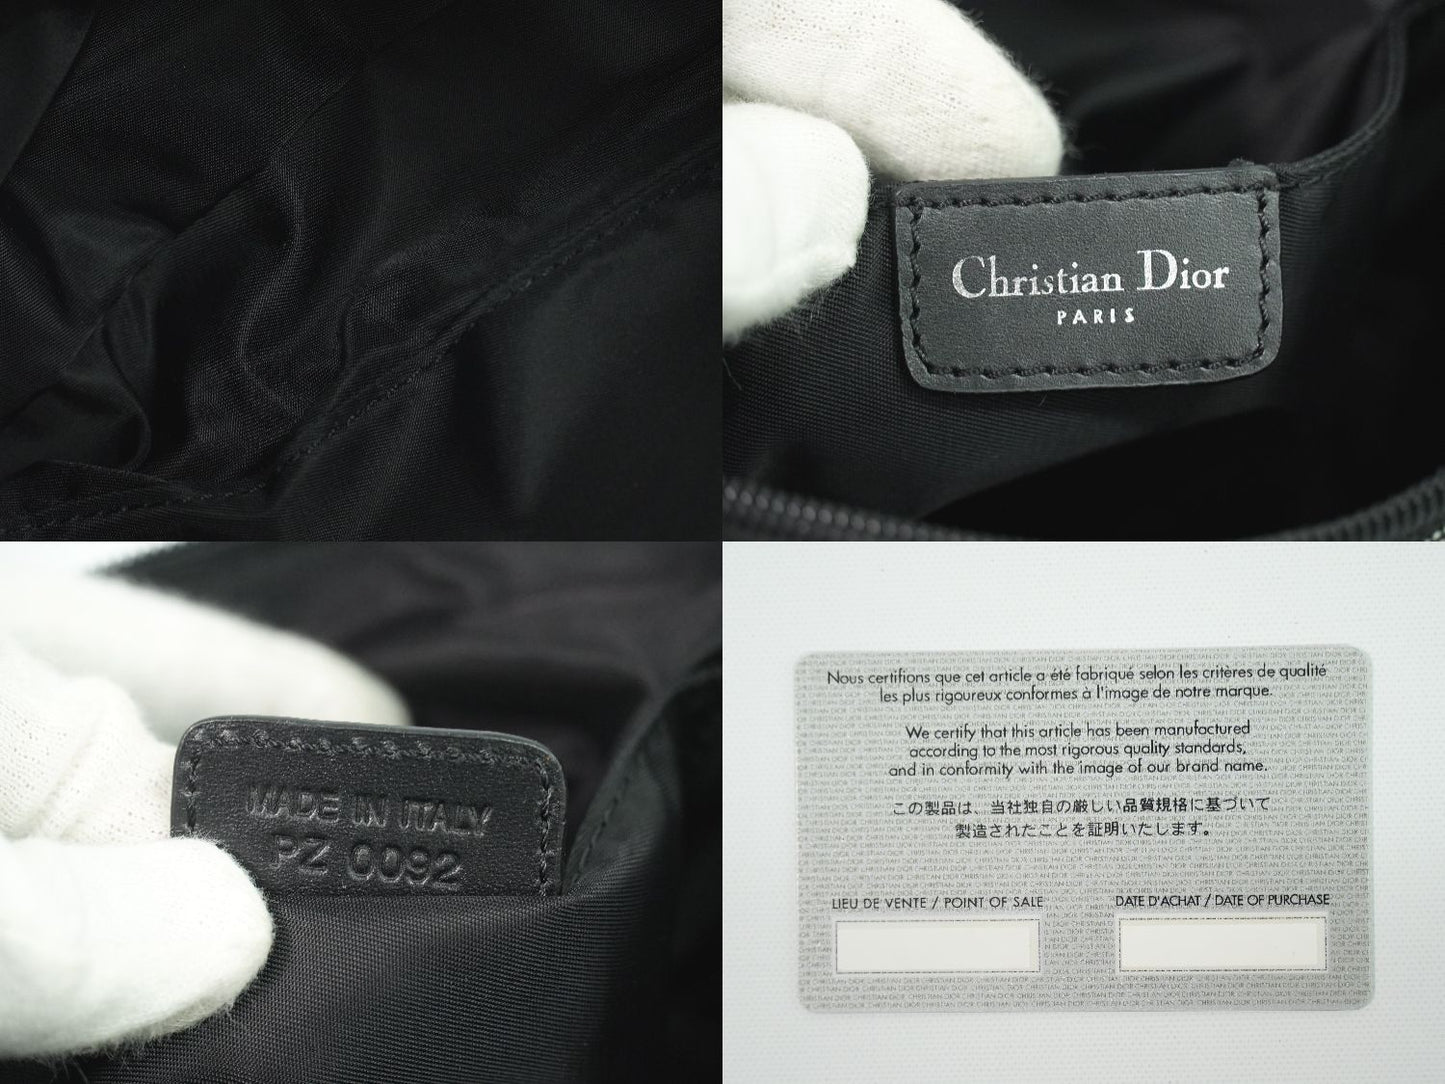 Christian Dior
PARIS
MADE IN ITALY
PZ 0092
Nous certifions que cet article a été fabriqué selon les critères de qualité
les plus rigoureux conformes à l'image de notre marque.
We certify that this article has been manufactured
according to the most rigorous quality standards,
and in conformity with the image of our brand name.
この製品は、当社独自の厳しい品質規格に基づいて
製造されたことを証明いたします。
LIEU DE VENTE / POINT OF SALE
DATE D'ACHAT / DATE OF PURCHASE